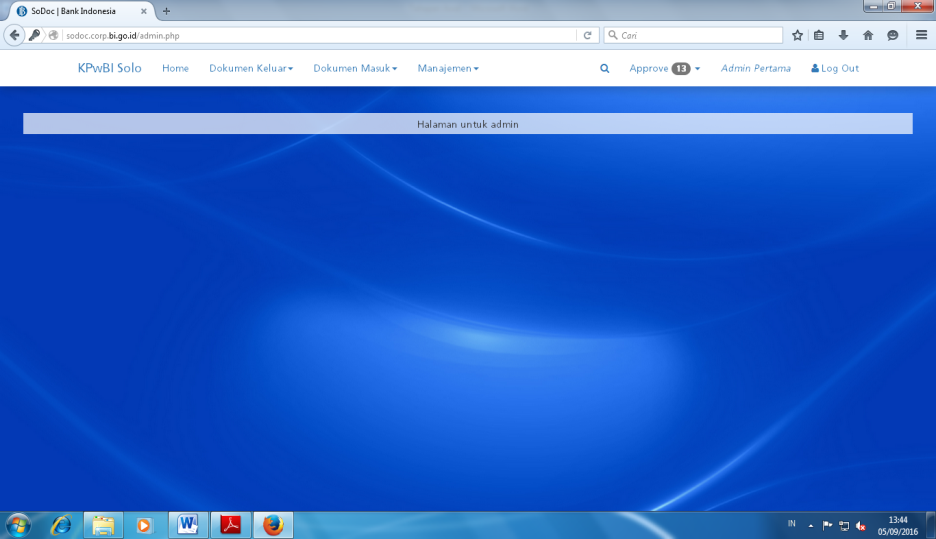 SoDoc | Bank Indonesia
sodoc.corp.bi.go.id/admin.php
Cari
KPwBI Solo Home Dokumen Keluar Dokumen Masuk Manajemen Approve 13 Admin Pertama Log Out
Halaman untuk admin
IN
13:44
05/09/2016